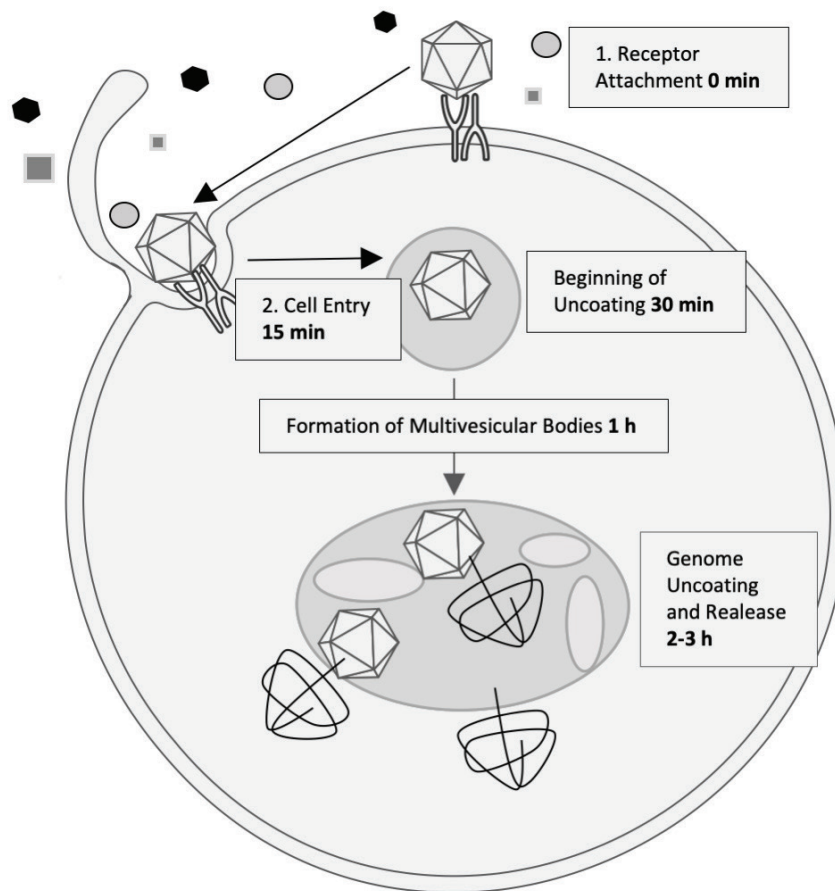 1. Receptor
Attachment 0 min
2. Cell Entry
15 min
Beginning of
Uncoating 30 min
Formation of Multivesicular Bodies 1 h
Genome
Uncoating
and Realease
2-3 h